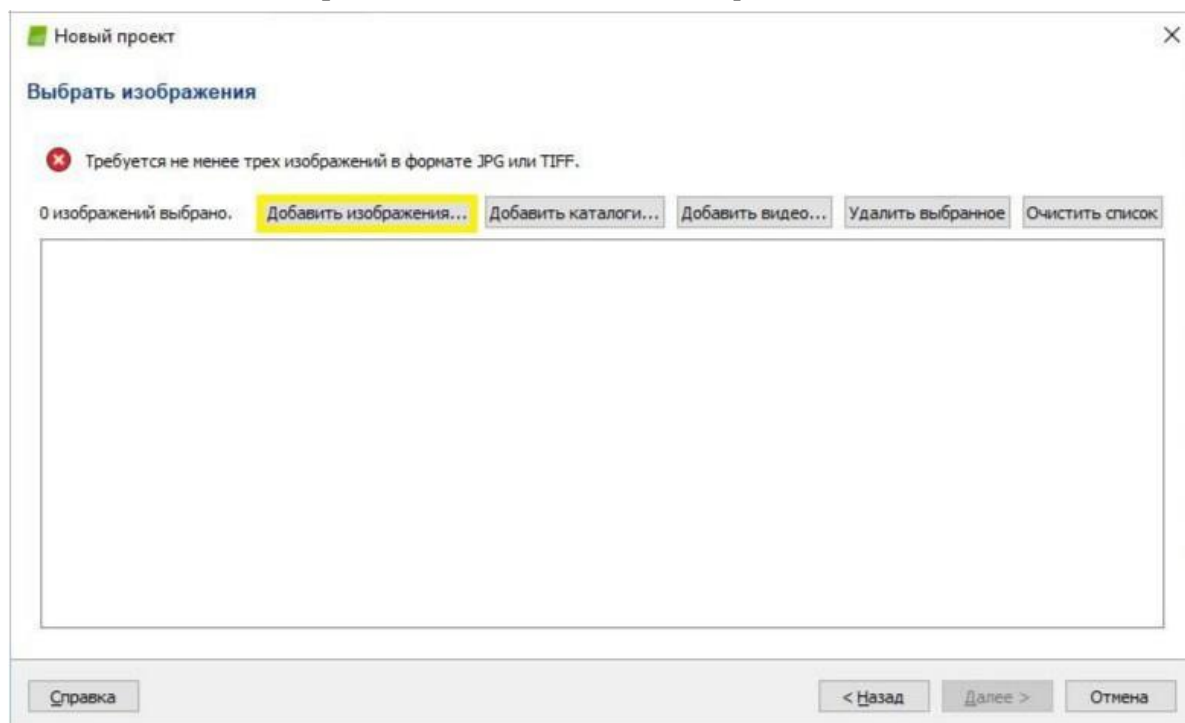 Новый проект
Выбрать изображения
Требуется не менее трех изображений в формате JPG или TIFF.
0 изображений выбрано. Добавить изображения... Добавить каталоги... Добавить видео... Удалить выбранное Очистить список
Справка < Назад Далее > Отмена